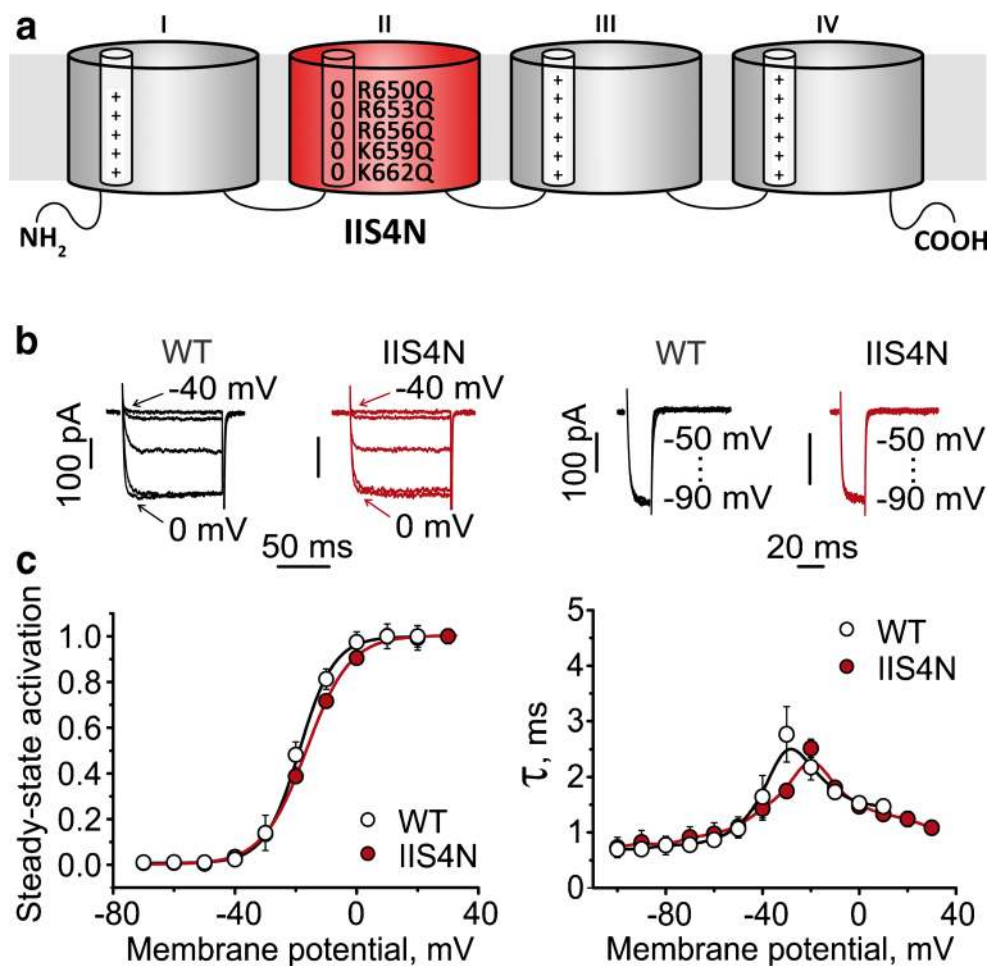 a
I II III IV
+ 0 R650Q + +
+ 0 R653Q + +
+ 0 R656Q + +
+ 0 K659Q + +
+ 0 K662Q + +
+ +
NH2 IIS4N COOH
b
WT IIS4N WT IIS4N
-40 mV -40 mV
100 pA 100 pA
-50 mV -50 mV
-90 mV -90 mV
0 mV 0 mV
50 ms 20 ms
c
Steady-state activation
1.0
0.8
0.6
0.4
0.2
0.0
WT
IIS4N
-80 -40 0 40
Membrane potential, mV
τ, ms
5
4
3
2
1
0
WT
IIS4N
-80 -40 0 40
Membrane potential, mV